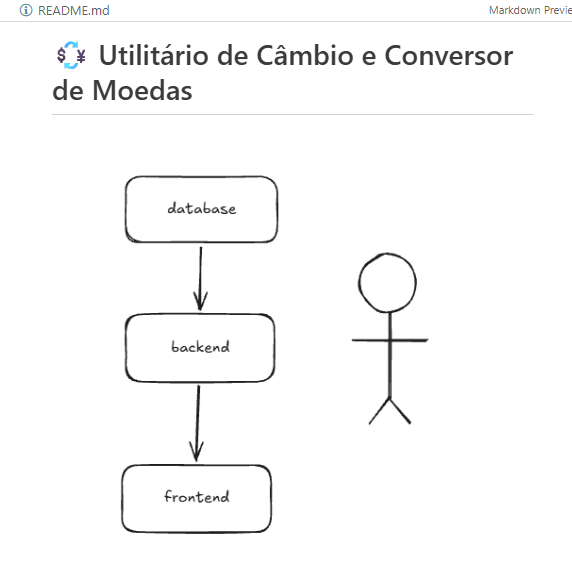 README.md
Markdown Previe
Utilitário de Câmbio e Conversor
de Moedas
database
backend
frontend